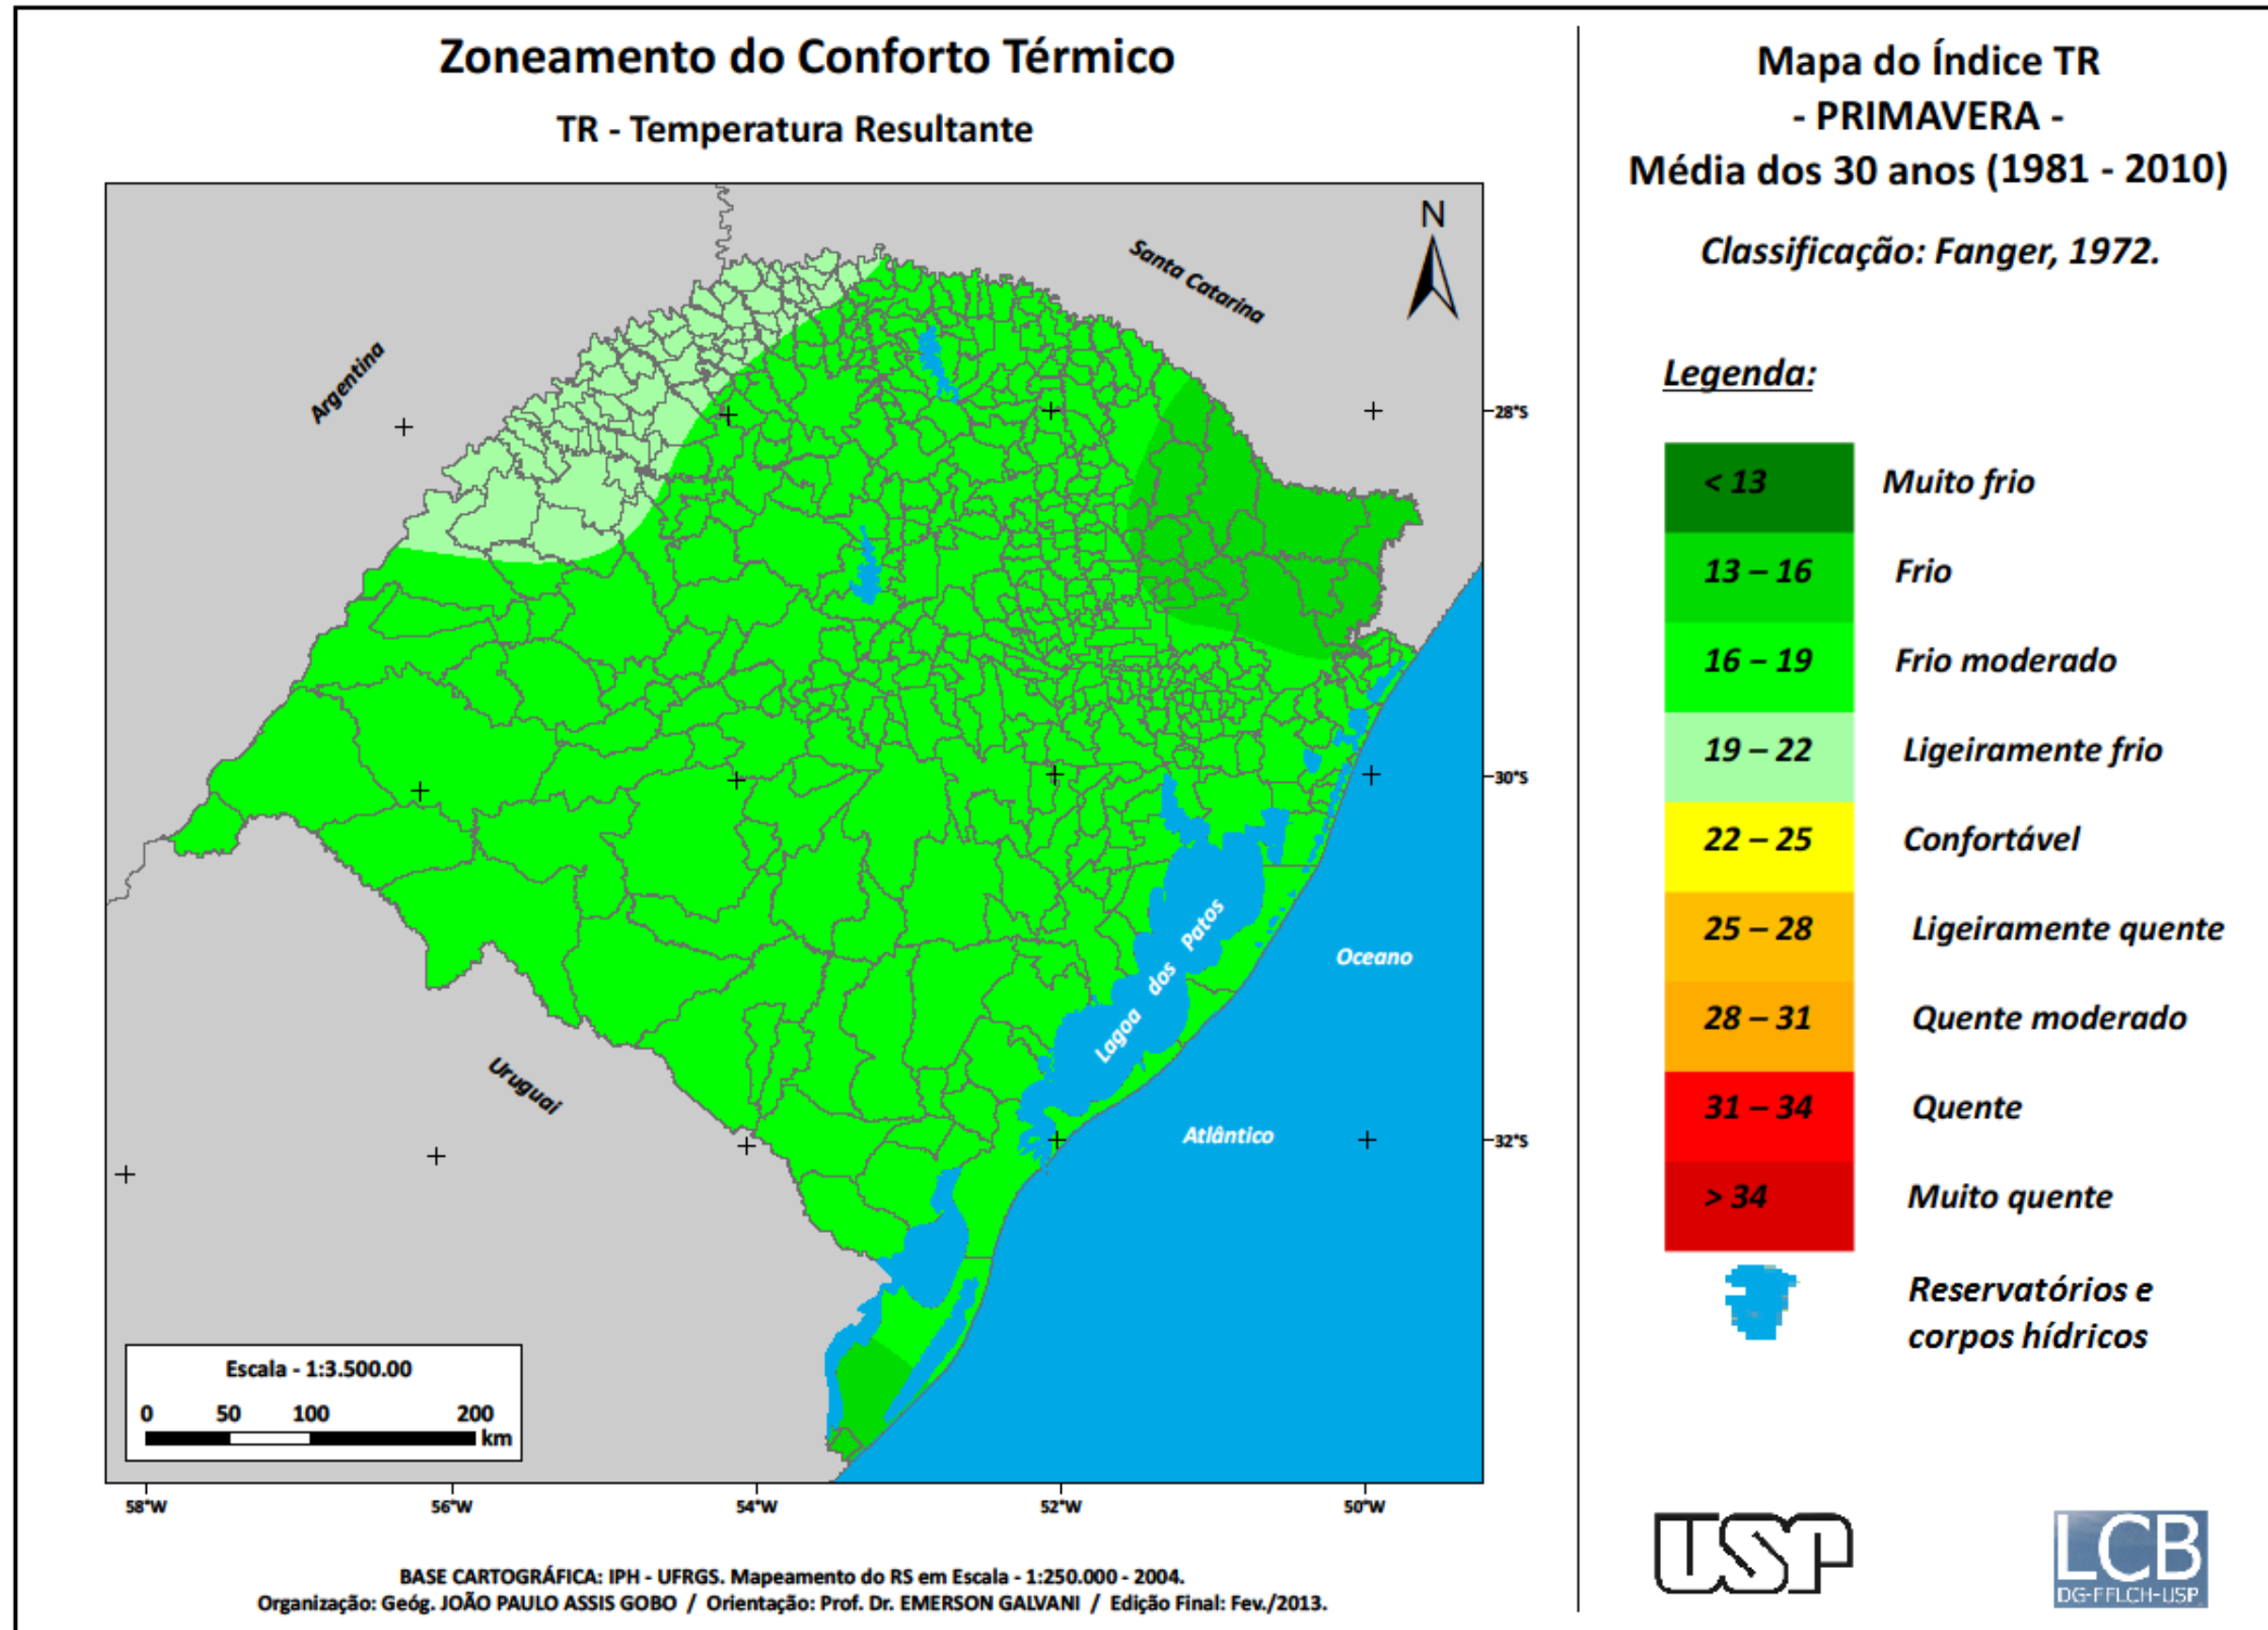 Zoneamento do Conforto Térmico
TR - Temperatura Resultante
N
Santa Catarina
Argentina
28°S
30°S
Lagoa dos Patos
Oceano
Atlântico
Uruguai
32°S
Escala - 1:3.500.00
0 50 100 200
km
58°W 56°W 54°W 52°W 50°W
BASE CARTOGRÁFICA: IPH - UFRGS. Mapeamento do RS em Escala - 1:250.000 - 2004.
Organização: Geóg. JOÃO PAULO ASSIS GOBO / Orientação: Prof. Dr. EMERSON GALVANI / Edição Final: Fev./2013.
Mapa do Índice TR
- PRIMAVERA -
Média dos 30 anos (1981 - 2010)
Classificação: Fanger, 1972.
Legenda:
< 13 Muito frio
13 – 16 Frio
16 – 19 Frio moderado
19 – 22 Ligeiramente frio
22 – 25 Confortável
25 – 28 Ligeiramente quente
28 – 31 Quente moderado
31 – 34 Quente
> 34 Muito quente
Reservatórios e
corpos hídricos
USP
LCB
DG-FFLCH-USP